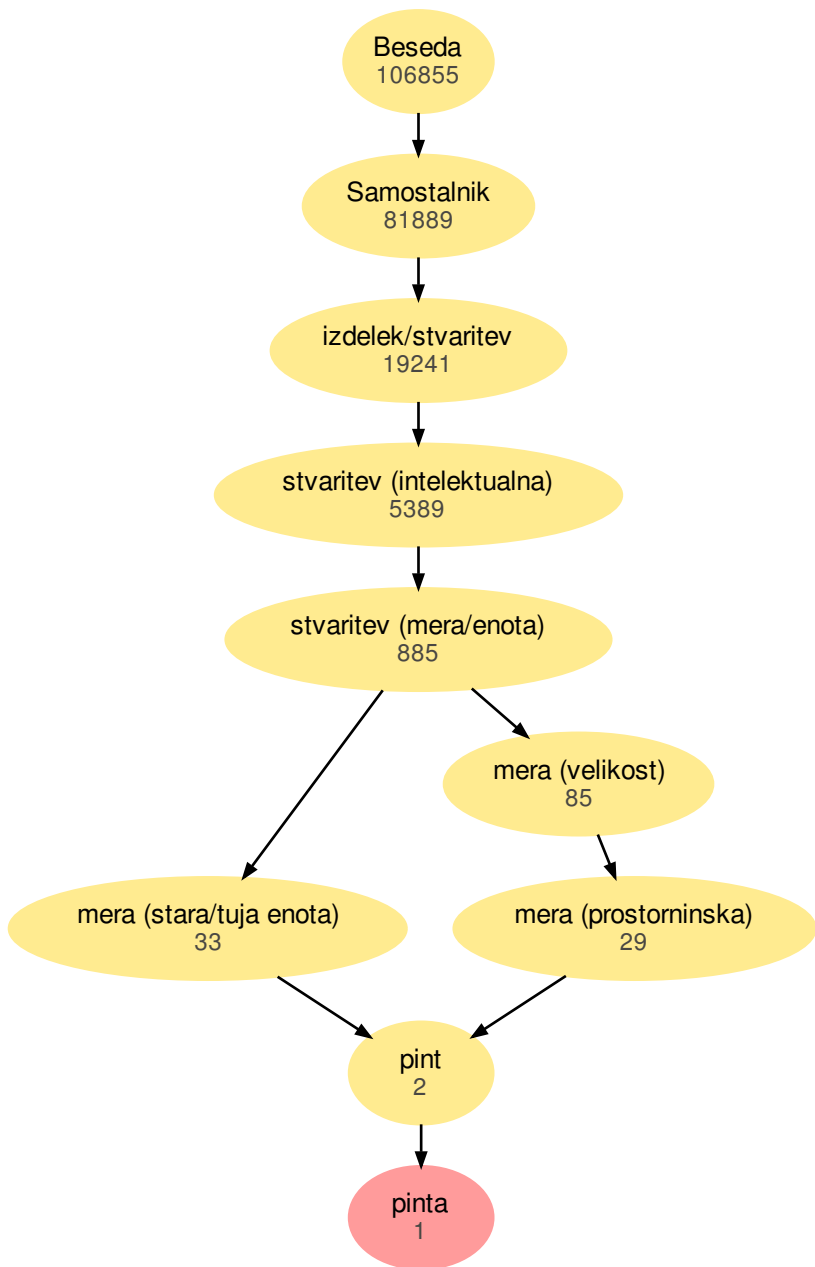 Beseda
106855
Samostalnik
81889
izdelek/stvaritev
19241
stvaritev (intelektualna)
5389
stvaritev (mera/enota)
885
mera (velikost)
85
mera (stara/tuja enota)
33
mera (prostorninska)
29
pint
2
pinta
1